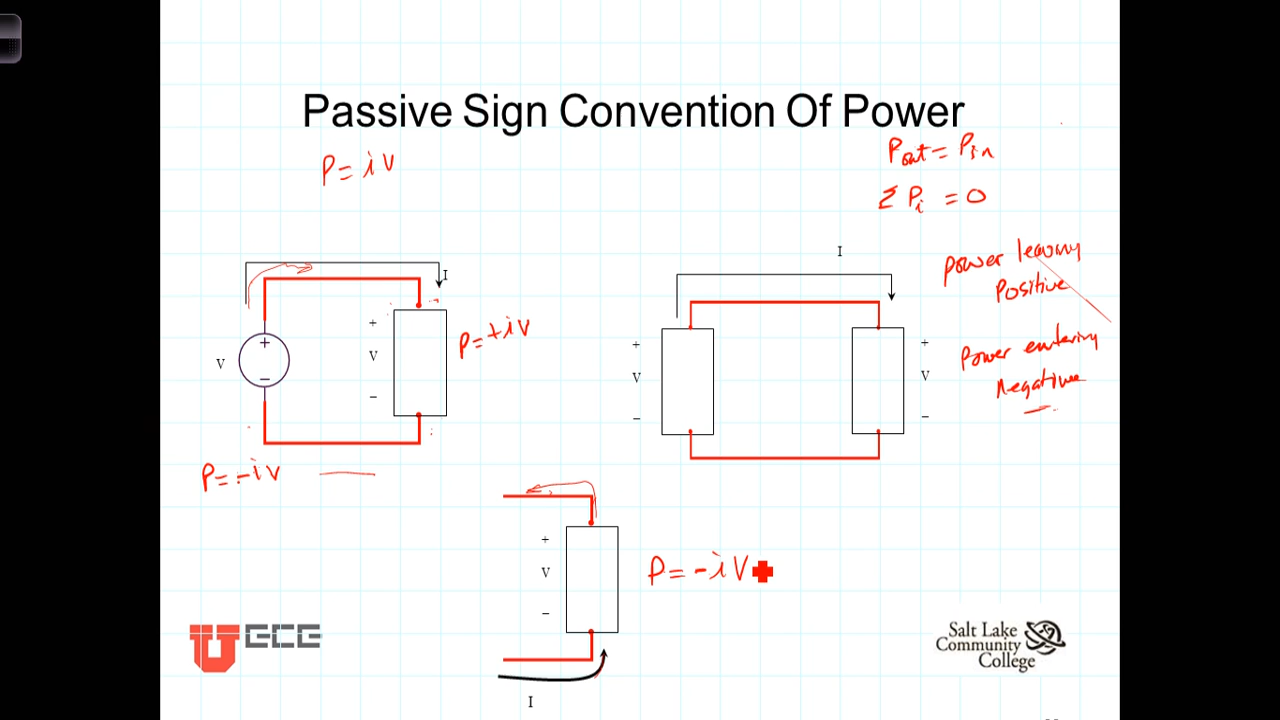 Passive Sign Convention Of Power
P = iv
Pout = Pin
Σ Pi = 0
Power leaving
Positive
Power entering
Negative
I
+
V
−
V
+
−
P = +iv
P = -iv
I
+
V
−
+
V
−
+
V
−
I
P = -iV
U ECE
Salt Lake
Community
College